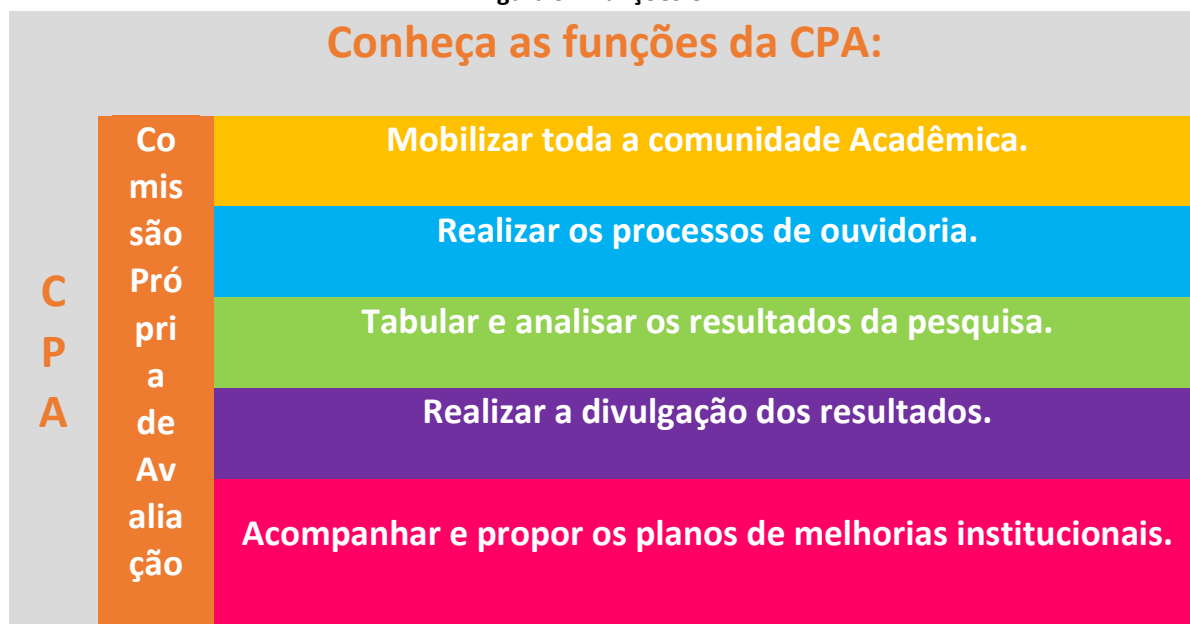 Conheça as funções da CPA:
C
P
A
Co
mis
são
Pró
pri
a
de
Av
alia
ção
Mobilizar toda a comunidade Acadêmica.
Realizar os processos de ouvidoria.
Tabular e analisar os resultados da pesquisa.
Realizar a divulgação dos resultados.
Acompanhar e propor os planos de melhorias institucionais.